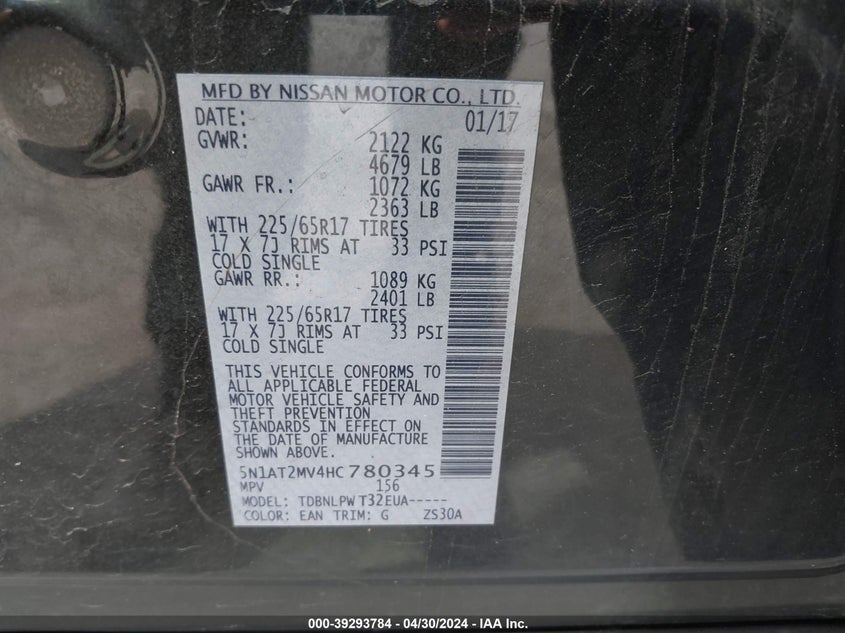 MFD BY NISSAN MOTOR CO., LTD.
DATE: 01/17
GVWR: 2122 KG
4679 LB
GAWR FR.: 1072 KG
2363 LB
WITH 225/65R17 TIRES
17 X 7J RIMS AT 33 PSI
COLD SINGLE
GAWR RR.: 1089 KG
2401 LB
WITH 225/65R17 TIRES
17 X 7J RIMS AT 33 PSI
COLD SINGLE
THIS VEHICLE CONFORMS TO
ALL APPLICABLE FEDERAL
MOTOR VEHICLE SAFETY AND
THEFT PREVENTION
STANDARDS IN EFFECT ON
THE DATE OF MANUFACTURE
SHOWN ABOVE.
5N1AT2MV4HC780345
MPV 156
MODEL: TDBNLPW T32EUA-----
COLOR: EAN TRIM: G ZS30A
000-39293784 - 04/30/2024 - IAA Inc.